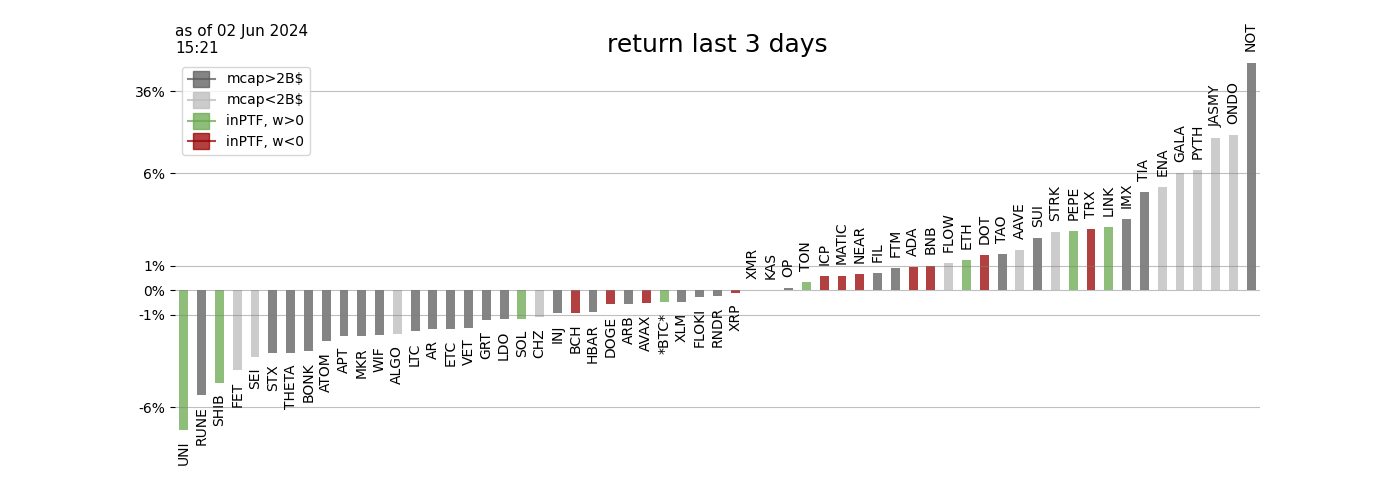 as of 02 Jun 2024
15:21
return last 3 days
mcap>2B$
mcap<2B$
inPTF, w>0
inPTF, w<0
36%
6%
1%
0%
-1%
-6%
UNI
RUNE
SHIB
FET
SEI
STX
THETA
BONK
ATOM
APT
MKR
WIF
ALGO
LTC
AR
ETC
VET
GRT
LDO
SOL
CHZ
INJ
BCH
HBAR
DOGE
ARB
AVAX
*BTC*
XLM
FLOKI
RNDR
XRP
XMR
KAS
OP
TON
ICP
MATIC
NEAR
FIL
FTM
ADA
BNB
FLOW
ETH
DOT
TAO
AAVE
SUI
STRK
PEPE
TRX
LINK
IMX
TIA
ENA
GALA
PYTH
JASMY
ONDO
NOT